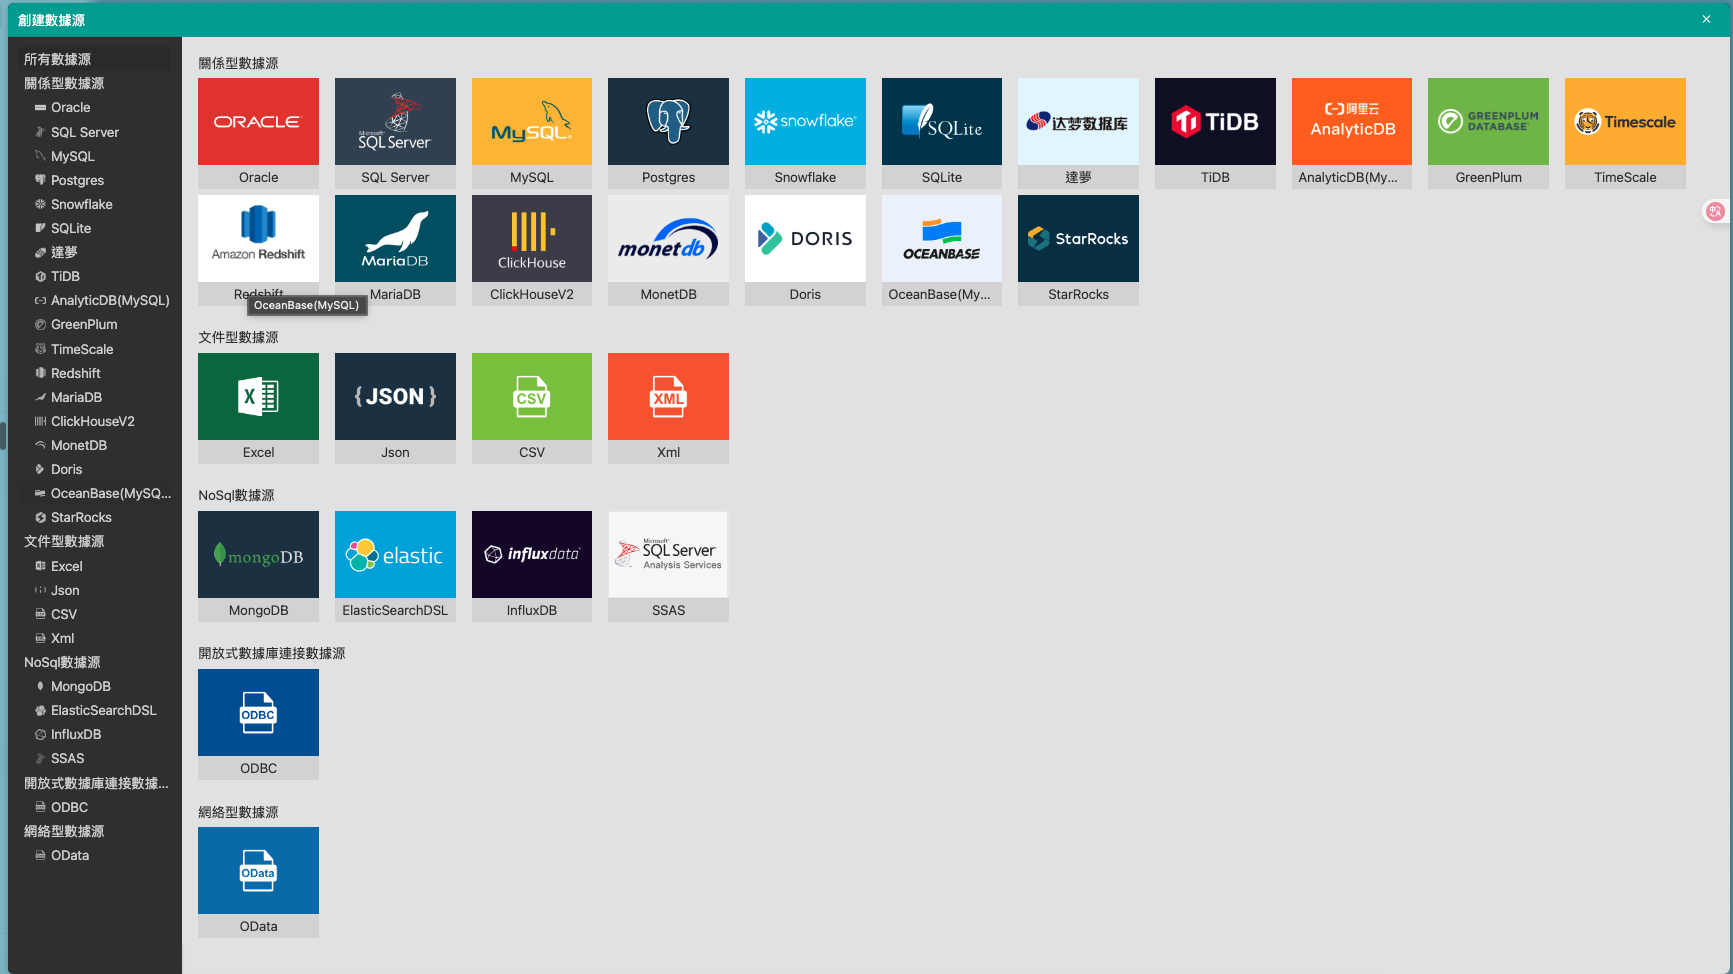 創建數據源
×
所有數據源
關係型數據源
Oracle
SQL Server
MySQL
Postgres
Snowflake
SQLite
達夢
TiDB
AnalyticDB(MySQL)
GreenPlum
TimeScale
Redshift
MariaDB
ClickHouseV2
MonetDB
Doris
OceanBase(MySQ...
StarRocks
文件型數據源
Excel
Json
CSV
Xml
NoSql數據源
MongoDB
ElasticSearchDSL
InfluxDB
SSAS
開放式數據庫連接數據...
ODBC
網絡型數據源
OData
關係型數據源
ORACLE
Microsoft
SQL Server
MySQL
snowflake
SQLite
达梦数据库
TiDB
阿里云
AnalyticDB
GREENPLUM
DATABASE
Timescale
Oracle
SQL Server
MySQL
Postgres
Snowflake
SQLite
達夢
TiDB
AnalyticDB(My...
GreenPlum
TimeScale
Amazon Redshift
MariaDB
ClickHouse
monetdb
DORIS
OCEANBASE
StarRocks
Redshift
MariaDB
ClickHouseV2
MonetDB
Doris
OceanBase(My...
StarRocks
OceanBase(MySQL)
文件型數據源
X
{JSON}
CSV
XML
Excel
Json
CSV
Xml
NoSql數據源
mongoDB
elastic
influxdata
Microsoft
SQL Server
Analysis Services
MongoDB
ElasticSearchDSL
InfluxDB
SSAS
開放式數據庫連接數據源
ODBC
ODBC
網絡型數據源
OData
OData